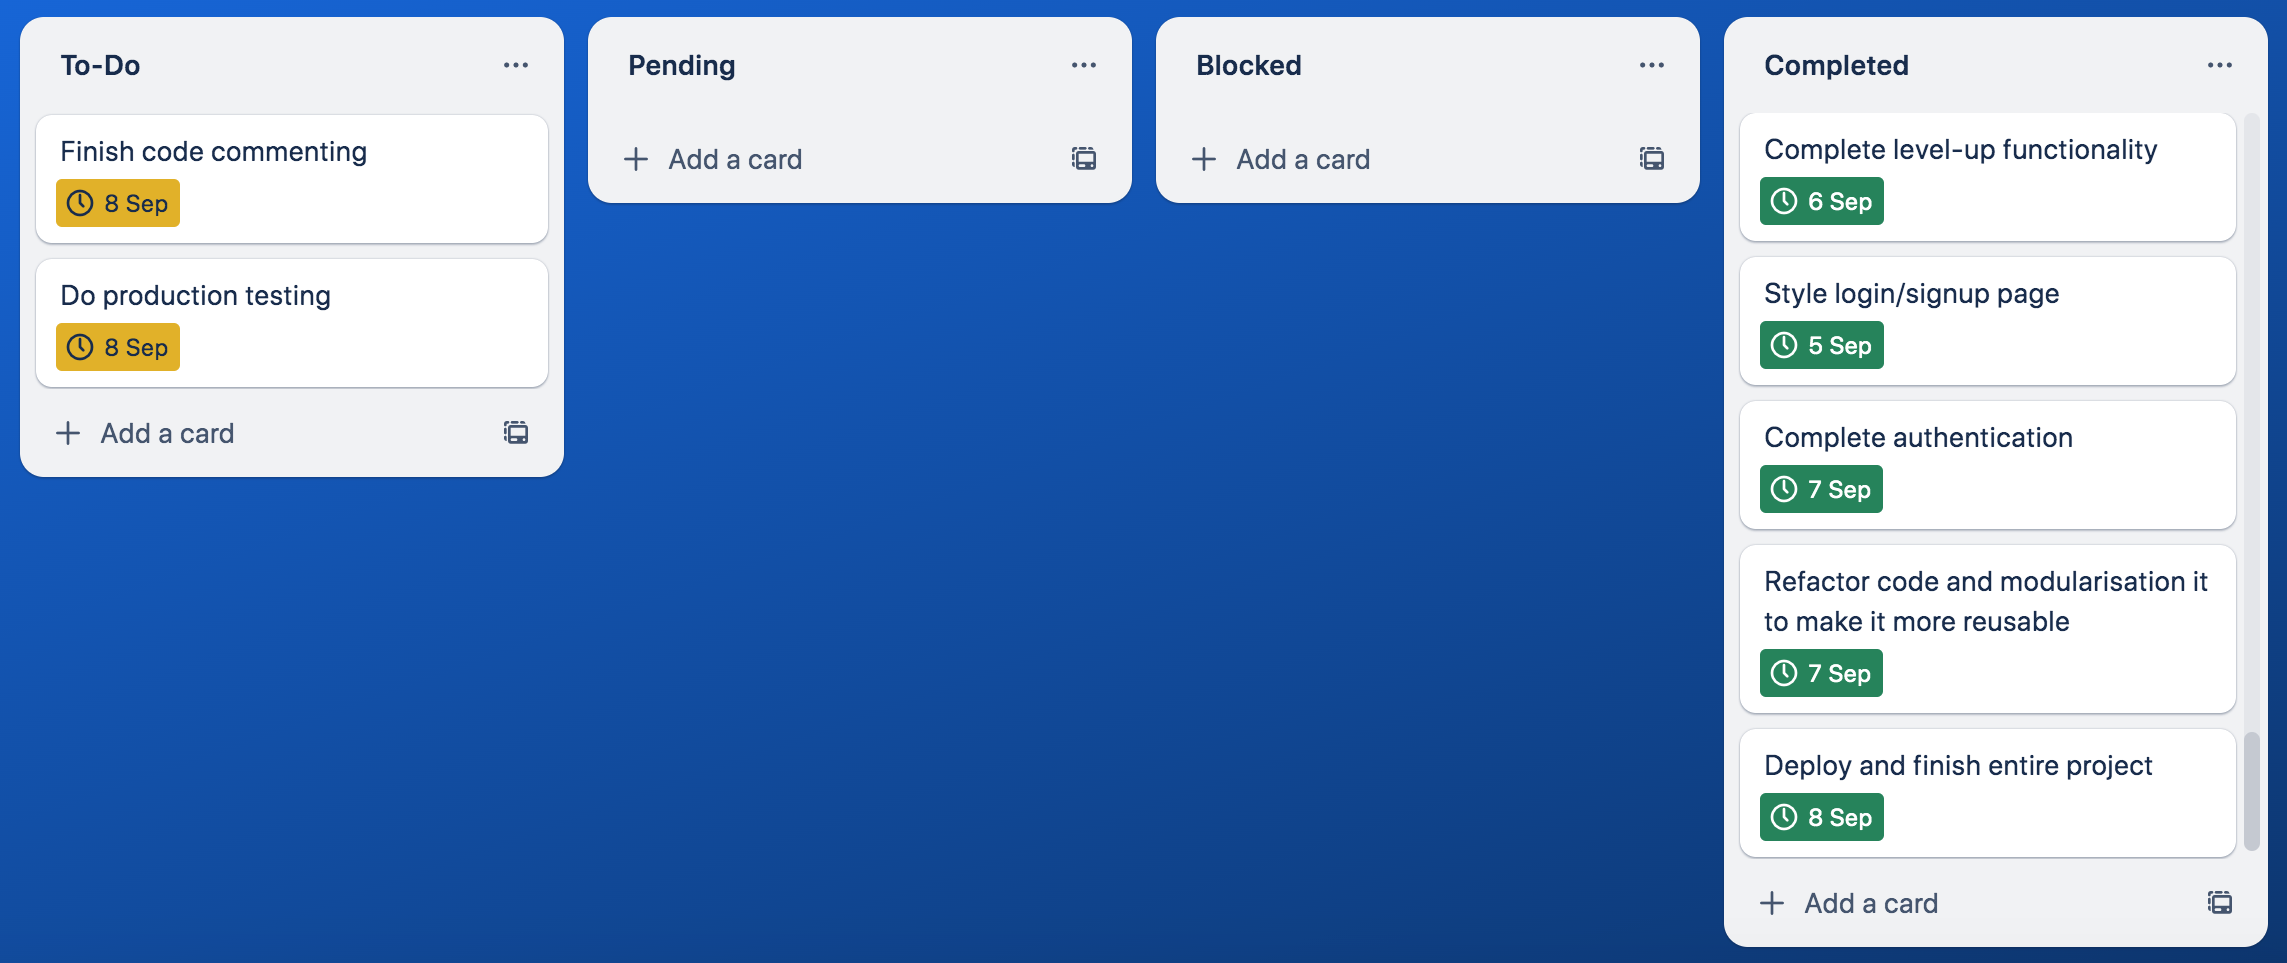 To-Do
Finish code commenting
8 Sep
Do production testing
8 Sep
Add a card
Pending
Add a card
Blocked
Add a card
Completed
Complete level-up functionality
6 Sep
Style login/signup page
5 Sep
Complete authentication
7 Sep
Refactor code and modularisation it
to make it more reusable
7 Sep
Deploy and finish entire project
8 Sep
Add a card